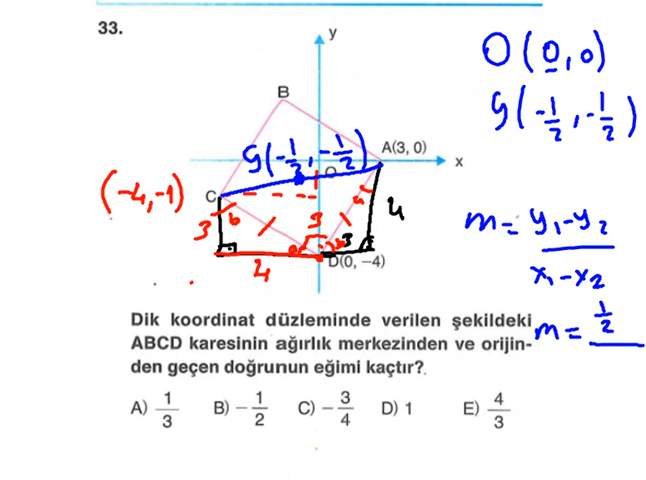 33.
y
O(0,0)
G(-1/2, -1/2)
B
G(-1/2, -1/2)
A(3, 0)
O
x
(-4,-1)
C
4
3
b
3
a
m = y₁-y₂ / x₁-x₂
3
D(0, -4)
4
m = 1/2
Dik koordinat düzleminde verilen şekildeki
ABCD karesinin ağırlık merkezinden ve orijin-
den geçen doğrunun eğimi kaçtır?
A) 1/3 B) -1/2 C) -3/4 D) 1 E) 4/3